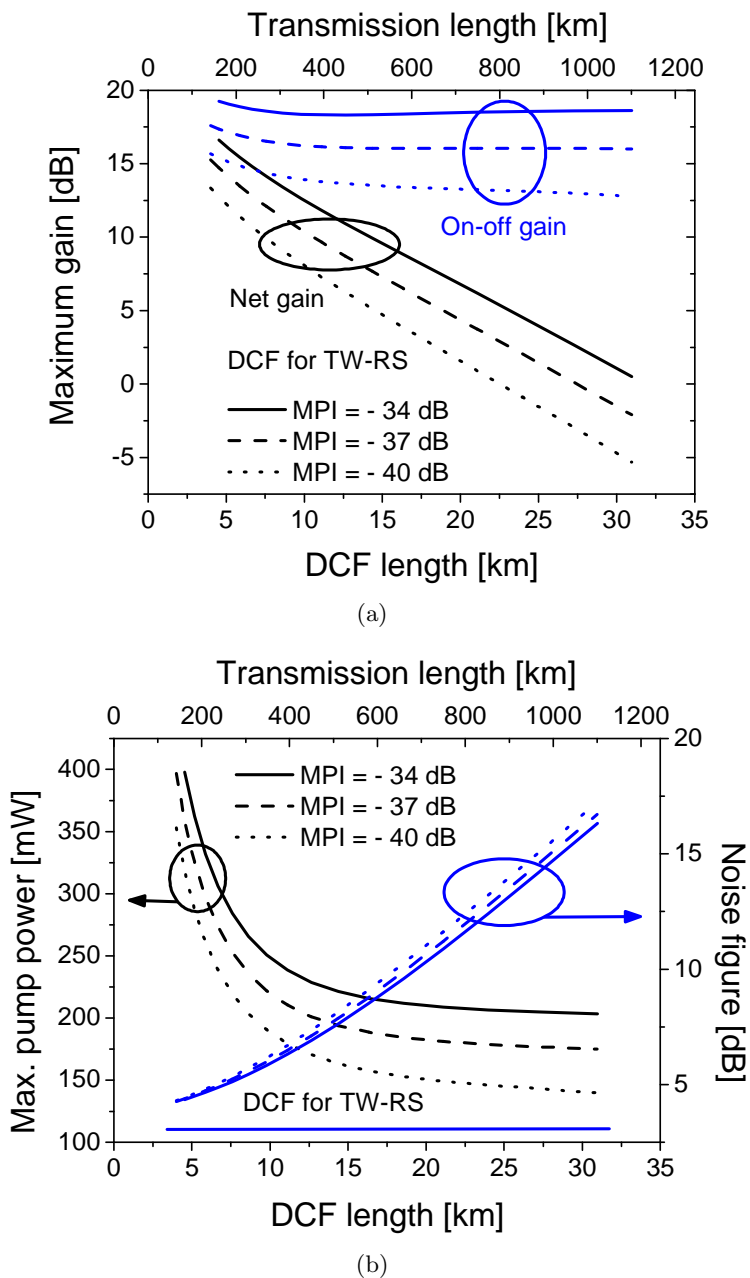 Transmission length [km]
0 200 400 600 800 1000 1200
20
15
10
5
0
-5
Maximum gain [dB]
On-off gain
Net gain
DCF for TW-RS
MPI = - 34 dB
MPI = - 37 dB
MPI = - 40 dB
0 5 10 15 20 25 30 35
DCF length [km]
(a)
Transmission length [km]
0 200 400 600 800 1000 1200
400
350
300
250
200
150
100
Max. pump power [mW]
MPI = - 34 dB
MPI = - 37 dB
MPI = - 40 dB
20
15
10
5
Noise figure [dB]
DCF for TW-RS
0 5 10 15 20 25 30 35
DCF length [km]
(b)